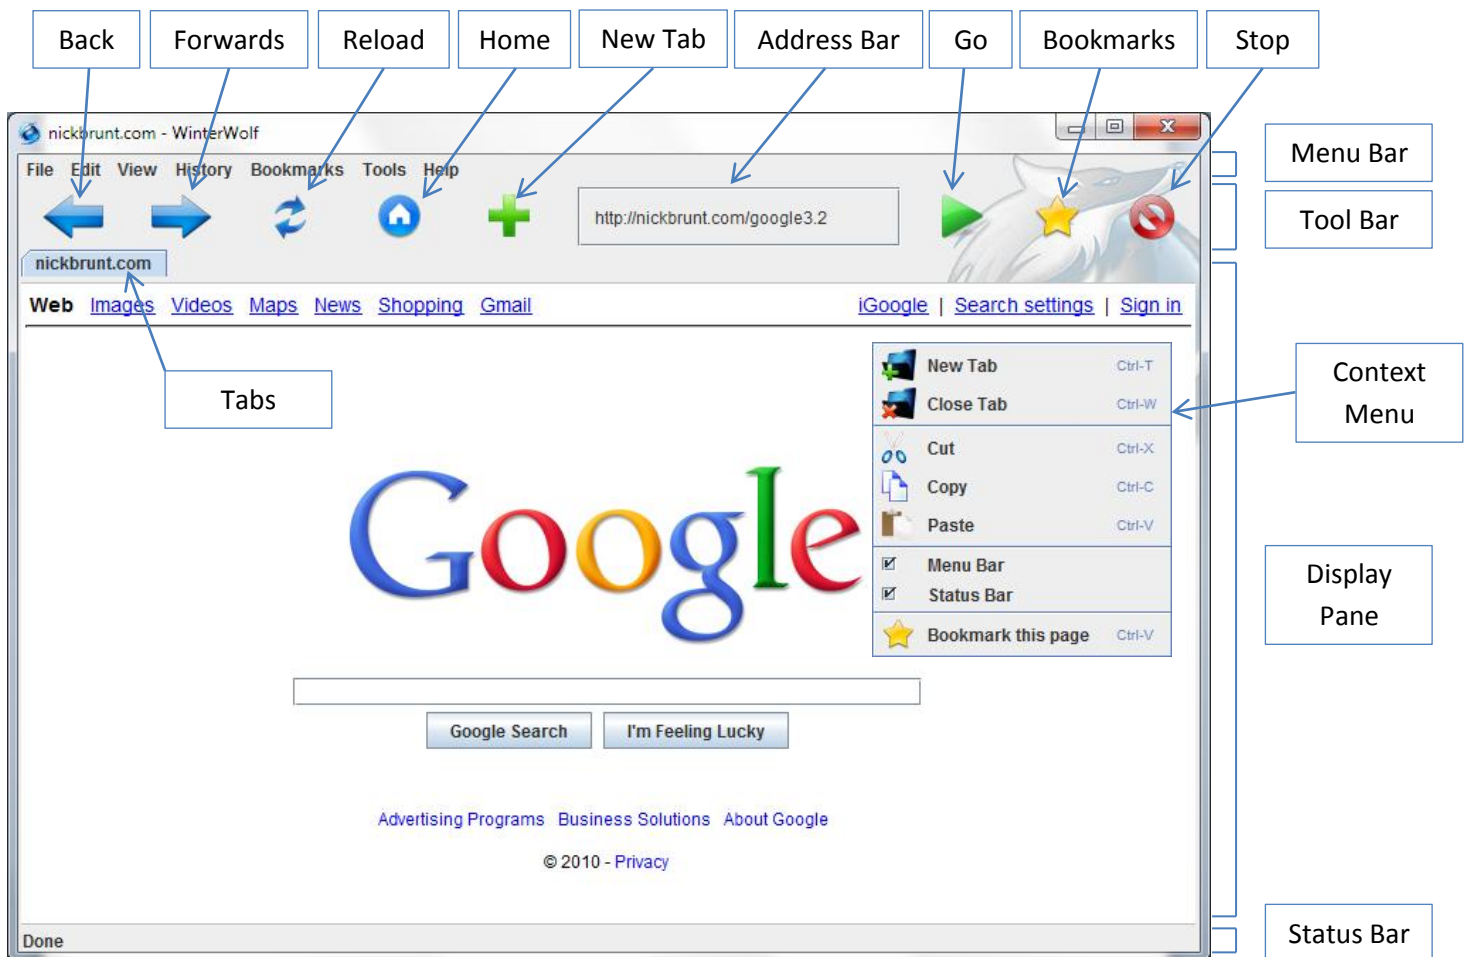 Back Forwards Reload Home New Tab Address Bar Go Bookmarks Stop
nickbrunt.com - WinterWolf
File Edit View History Bookmarks Tools Help
Menu Bar
http://nickbrunt.com/google3.2
Tool Bar
nickbrunt.com
Web Images Videos Maps News Shopping Gmail iGoogle | Search settings | Sign in
Tabs
New Tab Ctrl-T
Close Tab Ctrl-W
Context
Menu
Cut Ctrl-X
Copy Ctrl-C
Paste Ctrl-V
Menu Bar
Status Bar
Bookmark this page Ctrl-V
Display
Pane
Google
Google Search I'm Feeling Lucky
Advertising Programs Business Solutions About Google
© 2010 - Privacy
Done
Status Bar